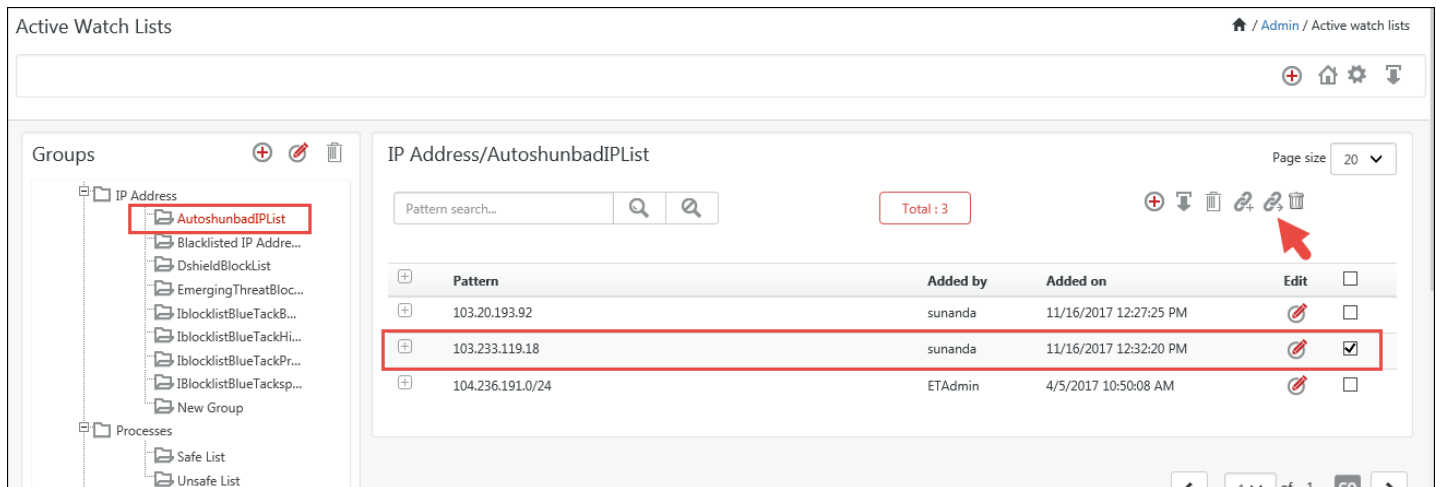 Active Watch Lists
/ Admin / Active watch lists
Groups
IP Address
AutoshunbadIPList
Blacklisted IP Addre...
DshieldBlockList
EmergingThreatBloc...
IblocklistBlueTackB...
IblocklistBlueTackHi...
IblocklistBlueTackPr...
IBlocklistBlueTacksp...
New Group
Processes
Safe List
Unsafe List
IP Address/AutoshunbadIPList
Page size 20
Pattern search...
Total : 3
Pattern Added by Added on Edit
103.20.193.92 sunanda 11/16/2017 12:27:25 PM
103.233.119.18 sunanda 11/16/2017 12:32:20 PM
104.236.191.0/24 ETAdmin 4/5/2017 10:50:08 AM
1 of 1 GO